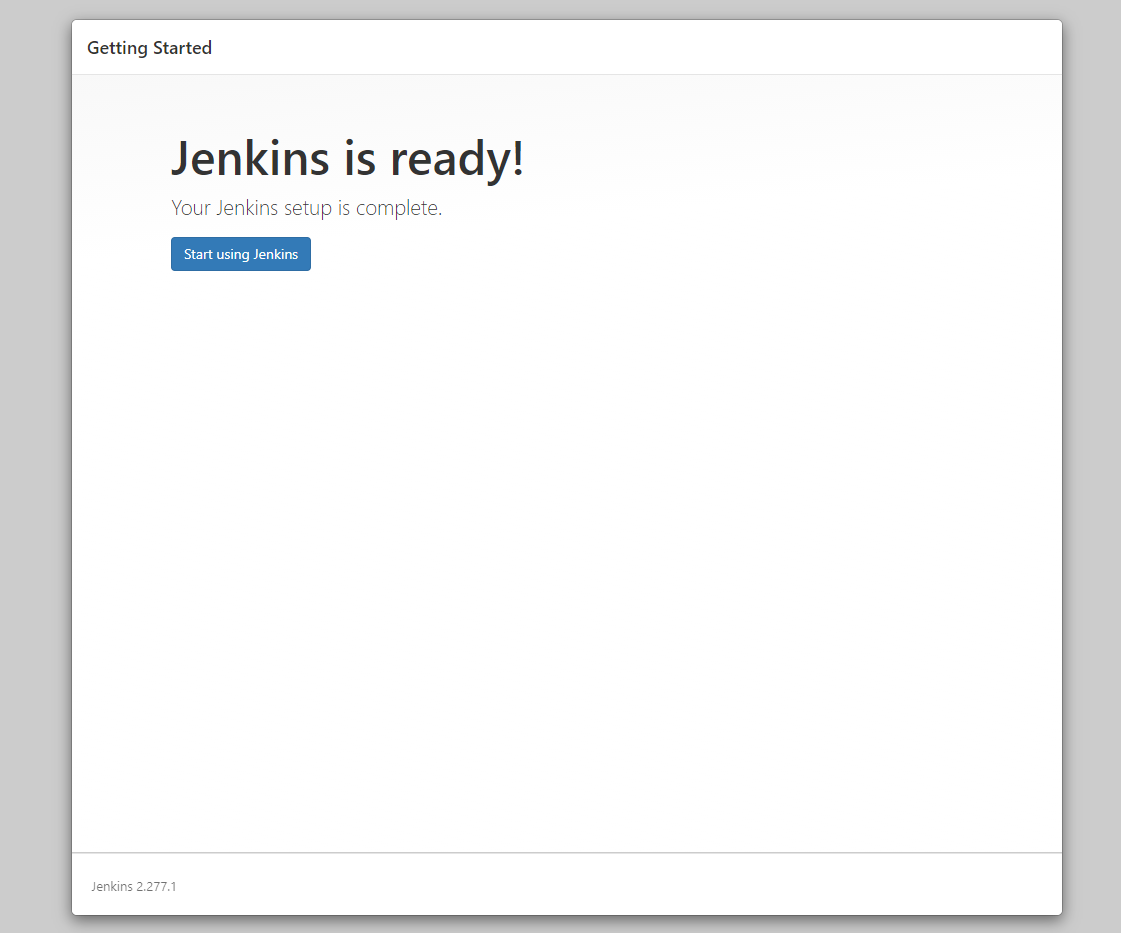 Getting Started
Jenkins is ready!
Your Jenkins setup is complete.
Start using Jenkins
Jenkins 2.277.1